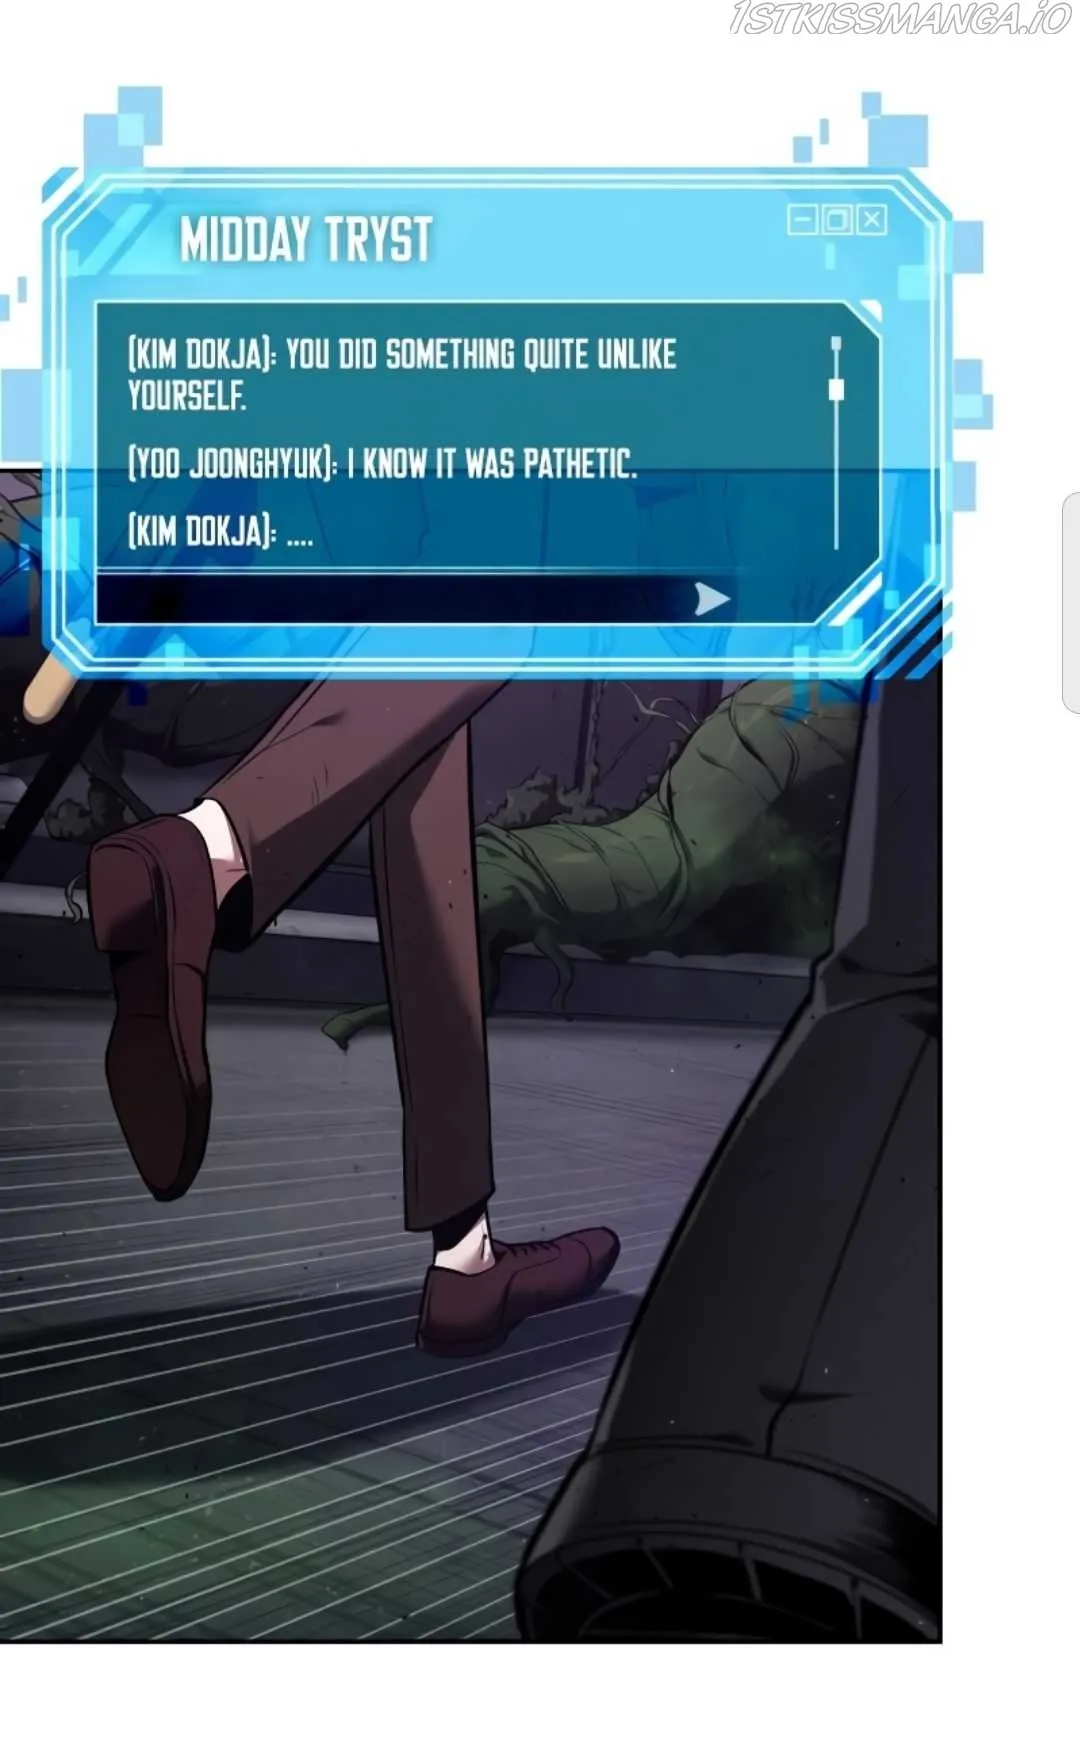 1STKISSMANGA.iO
MIDDAY TRYST
(KIM DOKJA): YOU DID SOMETHING QUITE UNLIKE
YOURSELF.
(YOO JOONGHYUK): I KNOW IT WAS PATHETIC.
(KIM DOKJA): ....